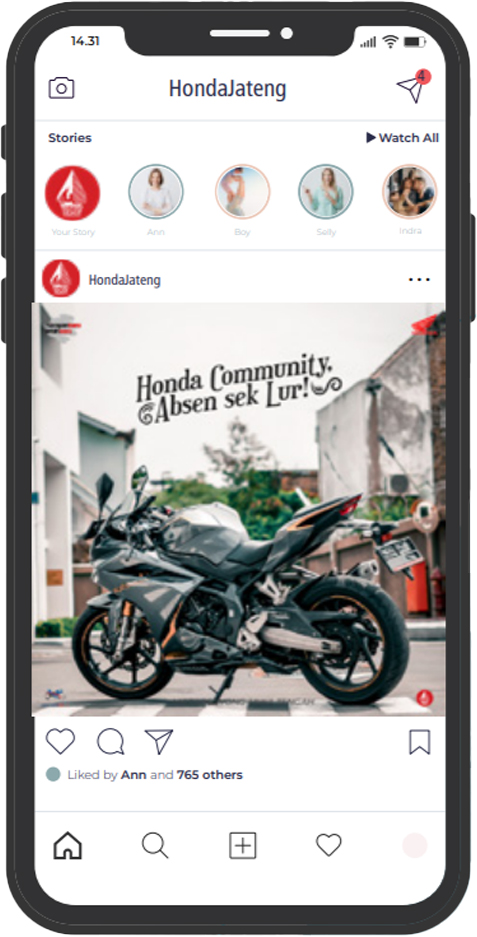 14.31
HondaJateng
4
Stories
Watch All
Your Story
Ann
Boy
Selly
Indra
HondaJateng
Honda Community,
Absen sek Lur!
Liked by Ann and 765 others